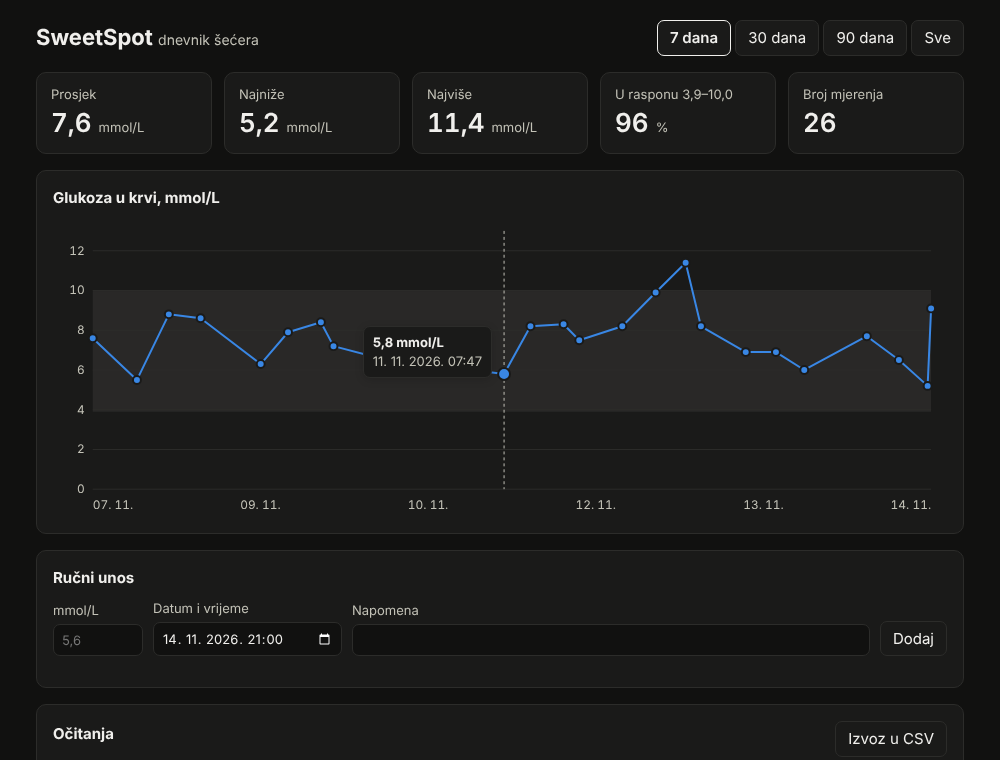 SweetSpot dnevnik šećera
7 dana
30 dana
90 dana
Sve
Prosjek
7,6 mmol/L
Najniže
5,2 mmol/L
Najviše
11,4 mmol/L
U rasponu 3,9–10,0
96 %
Broj mjerenja
26
Glukoza u krvi, mmol/L
12
10
8
6
4
2
0
5,8 mmol/L
11. 11. 2026. 07:47
07. 11.
09. 11.
10. 11.
12. 11.
13. 11.
14. 11.
Ručni unos
mmol/L
5,6
Datum i vrijeme
14. 11. 2026. 21:00
Napomena
Dodaj
Očitanja
Izvoz u CSV